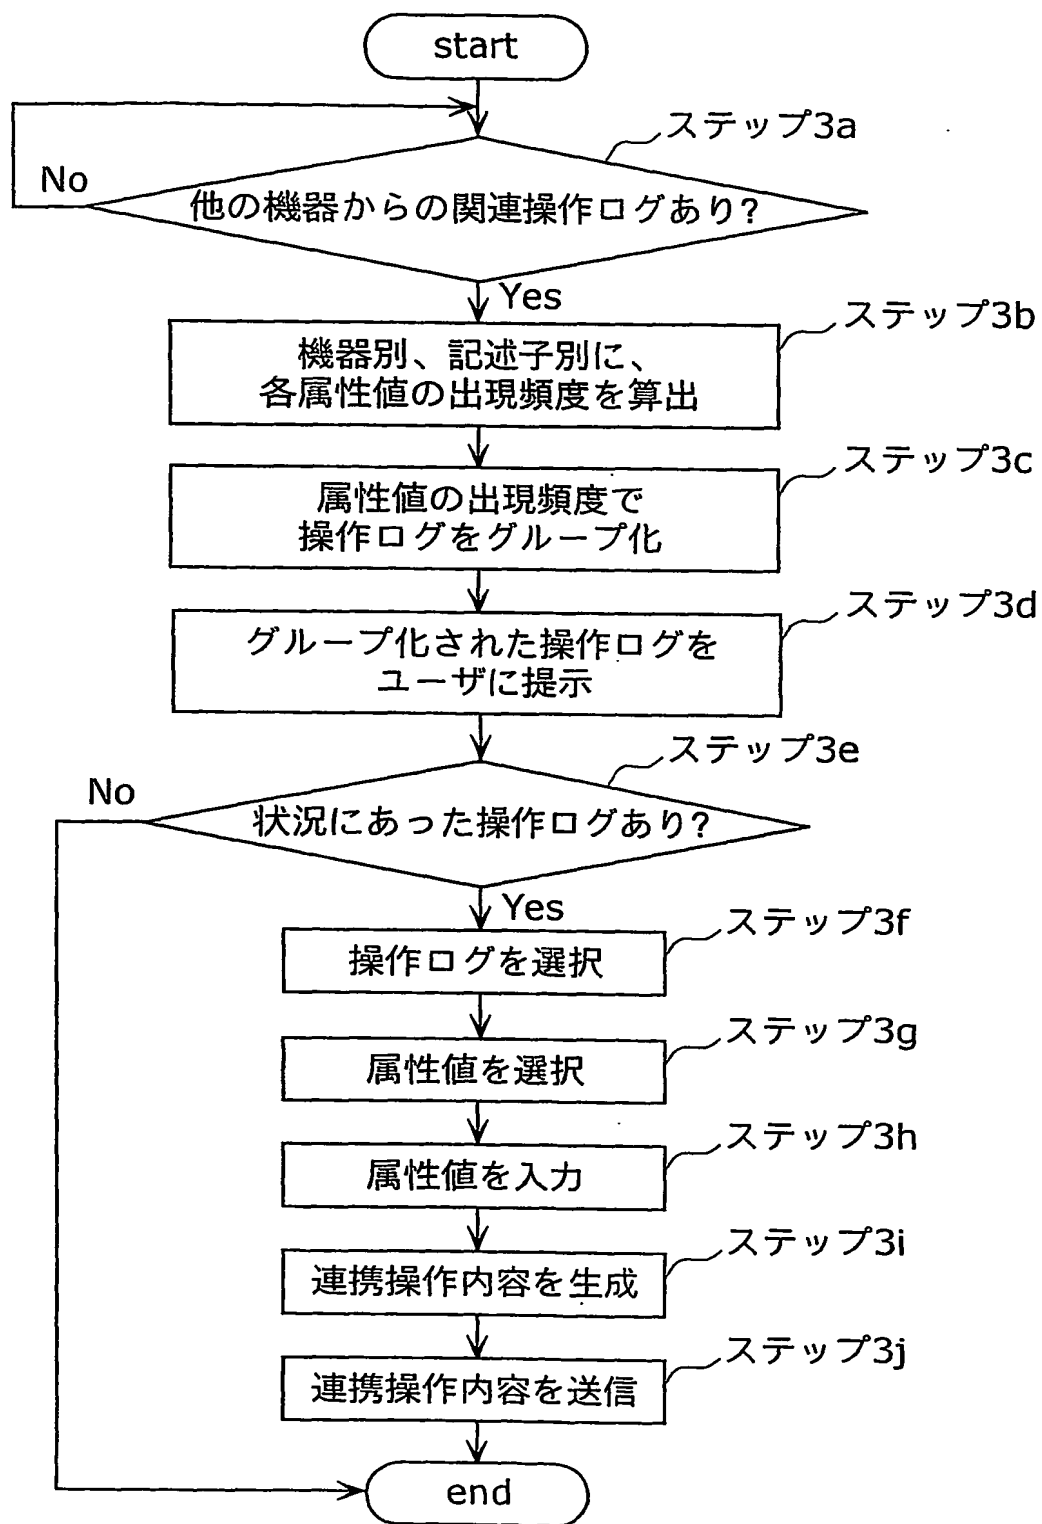 start
ステップ3a
No
他の機器からの関連操作ログあり?
Yes
ステップ3b
機器別、記述子別に、
各属性値の出現頻度を算出
ステップ3c
属性値の出現頻度で
操作ログをグループ化
ステップ3d
グループ化された操作ログを
ユーザに提示
ステップ3e
No
状況にあった操作ログあり?
Yes
ステップ3f
操作ログを選択
ステップ3g
属性値を選択
ステップ3h
属性値を入力
ステップ3i
連携操作内容を生成
ステップ3j
連携操作内容を送信
end